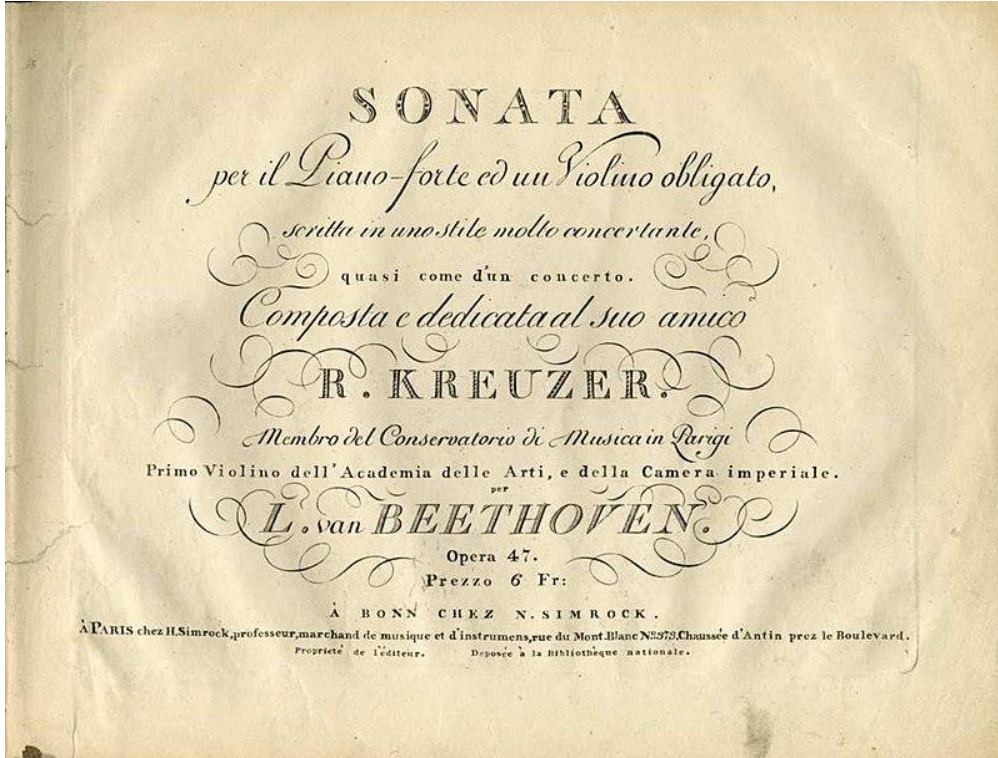 SONATA
per il Piano-forte ed un Violino obligato,
scritta in uno stile molto concertante,
quasi come d'un concerto.
Composta e dedicata al suo amico
R. KREUZER.
Membro del Conservatorio di Musica in Parigi
Primo Violino dell'Academia delle Arti, e della Camera imperiale.
per
L. van BEETHOVEN.
Opera 47.
Prezzo 6 Fr:
À BONN CHEZ N. SIMROCK.
À PARIS chez H. Simrock, professeur, marchand de musique et d'instrumens, rue du Mont Blanc Nº. 373. Chaussée d'Antin prez le Boulevard.
Proprieté de l'éditeur. Deposée à la Bibliothèque nationale.